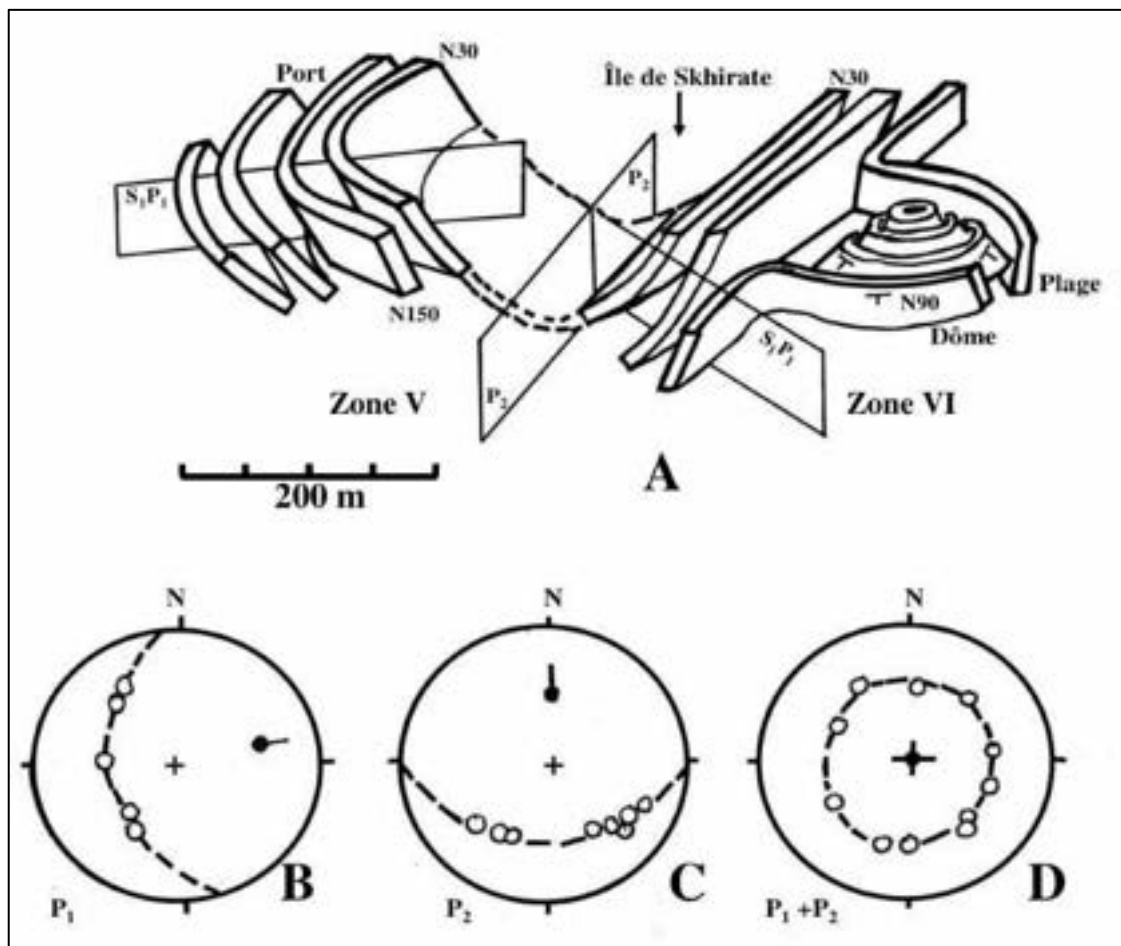 N30
Port
Île de Skhirate
N30
S₁P₁
P₂
Plage
N150
N90
Dôme
P₂
S₁P₁
Zone V
Zone VI
200 m
A
N
N
N
B
C
D
P₁
P₂
P₁ +P₂